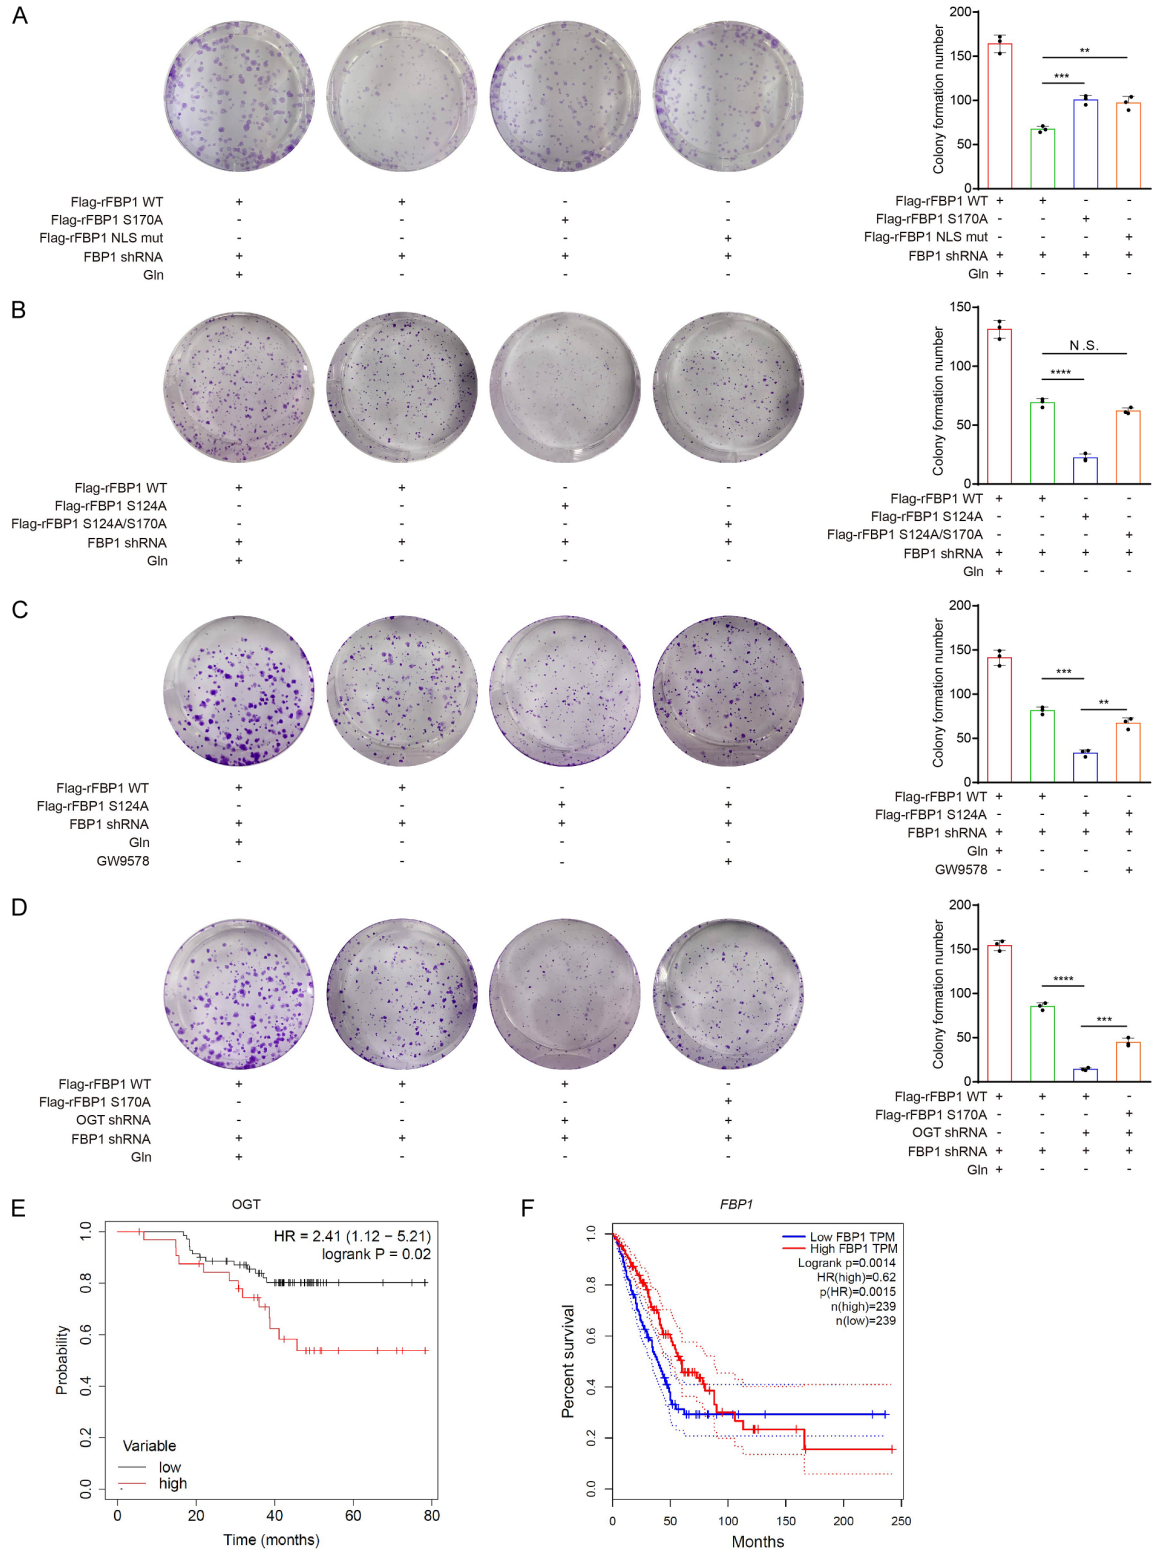 A
Flag-rFBP1 WT + + - -
Flag-rFBP1 S170A - - + -
Flag-rFBP1 NLS mut - - - +
FBP1 shRNA + + + +
Gln + - - -
Colony formation number
200
150
100
50
0
**
***
Flag-rFBP1 WT + + - -
Flag-rFBP1 S170A - - + -
Flag-rFBP1 NLS mut - - - +
FBP1 shRNA + + + +
Gln + - - -
B
Flag-rFBP1 WT + + - -
Flag-rFBP1 S124A - - + -
Flag-rFBP1 S124A/S170A - - - +
FBP1 shRNA + + + +
Gln + - - -
Colony formation number
150
100
50
0
N.S.
****
Flag-rFBP1 WT + + - -
Flag-rFBP1 S124A - - + -
Flag-rFBP1 S124A/S170A - - - +
FBP1 shRNA + + + +
Gln + - - -
C
Flag-rFBP1 WT + + - -
Flag-rFBP1 S124A - - + +
FBP1 shRNA + + + +
Gln + - - -
GW9578 - - - +
Colony formation number
200
150
100
50
0
***
**
Flag-rFBP1 WT + + - -
Flag-rFBP1 S124A - - + +
FBP1 shRNA + + + +
Gln + - - -
GW9578 - - - +
D
Flag-rFBP1 WT + + + -
Flag-rFBP1 S170A - - - +
OGT shRNA - - + +
FBP1 shRNA + + + +
Gln + - - -
Colony formation number
200
150
100
50
0
****
***
Flag-rFBP1 WT + + + -
Flag-rFBP1 S170A - - - +
OGT shRNA - - + +
FBP1 shRNA + + + +
Gln + - - -
E
OGT
HR = 2.41 (1.12 − 5.21)
logrank P = 0.02
Probability
1.0
0.8
0.6
0.4
0.2
0.0
Variable
low
high
0 20 40 60 80
Time (months)
F
FBP1
Low FBP1 TPM
High FBP1 TPM
Logrank p=0.0014
HR(high)=0.62
p(HR)=0.0015
n(high)=239
n(low)=239
Percent survival
1.0
0.8
0.6
0.4
0.2
0.0
0 50 100 150 200 250
Months